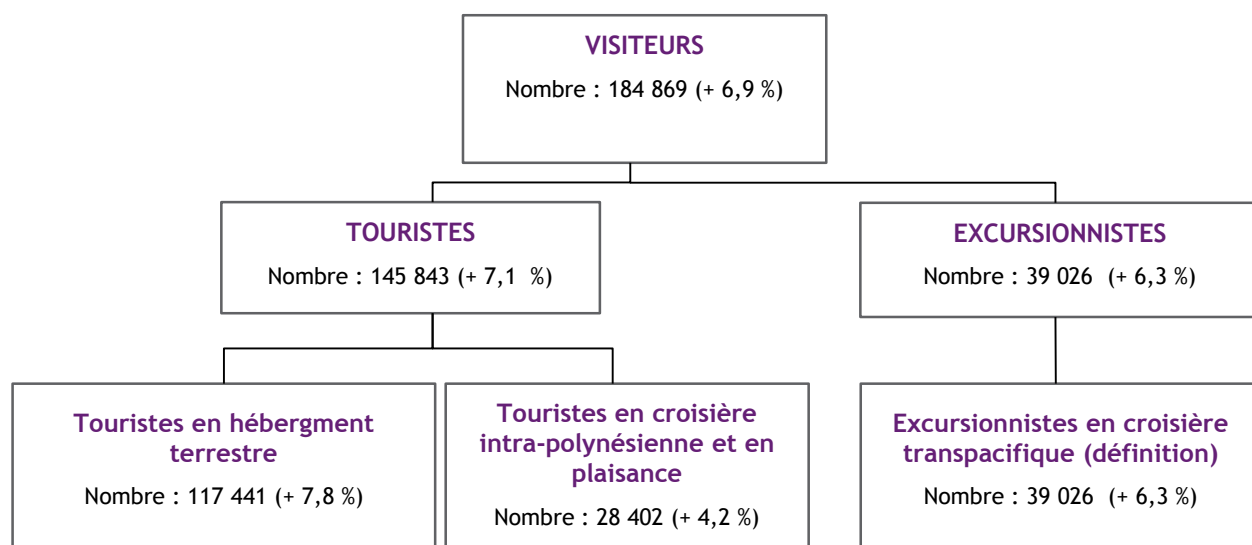 VISITEURS
Nombre : 184 869 (+ 6,9 %)
TOURISTES
Nombre : 145 843 (+ 7,1 %)
EXCURSIONNISTES
Nombre : 39 026 (+ 6,3 %)
Touristes en hébergment
terrestre
Nombre : 117 441 (+ 7,8 %)
Touristes en croisière
intra-polynésienne et en
plaisance
Nombre : 28 402 (+ 4,2 %)
Excursionnistes en croisière
transpacifique (définition)
Nombre : 39 026 (+ 6,3 %)